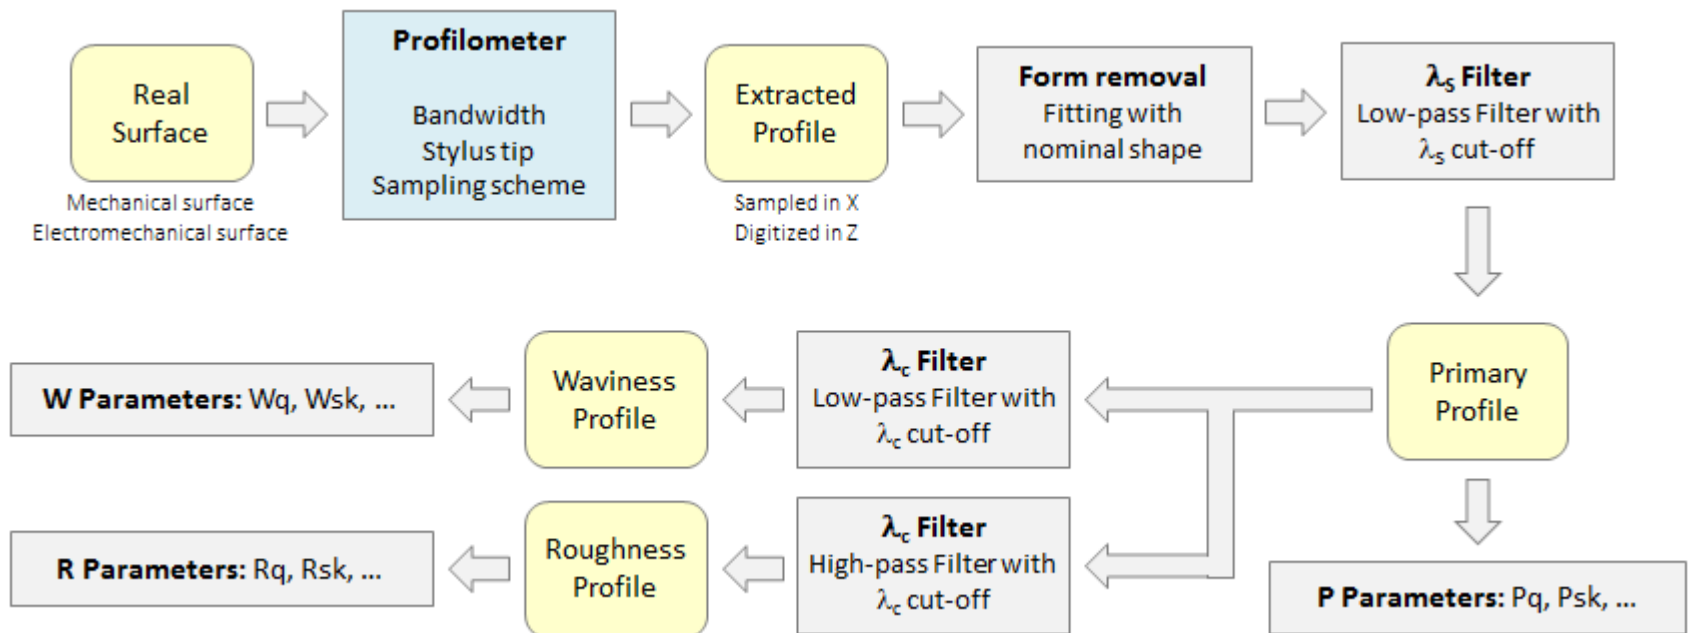 Real
Surface
Mechanical surface
Electromechanical surface
Profilometer
Bandwidth
Stylus tip
Sampling scheme
Extracted
Profile
Sampled in X
Digitized in Z
Form removal
Fitting with
nominal shape
λs Filter
Low-pass Filter with
λs cut-off
Primary
Profile
P Parameters: Pq, Psk, ...
λc Filter
Low-pass Filter with
λc cut-off
Waviness
Profile
W Parameters: Wq, Wsk, ...
λc Filter
High-pass Filter with
λc cut-off
Roughness
Profile
R Parameters: Rq, Rsk, ...